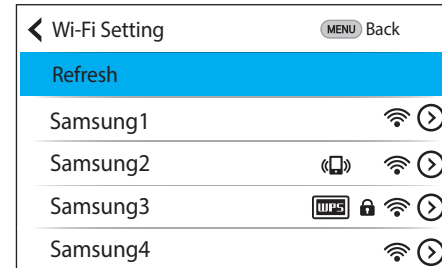 Wi-Fi Setting MENU Back
Refresh
Samsung1
Samsung2
Samsung3 WPS
Samsung4